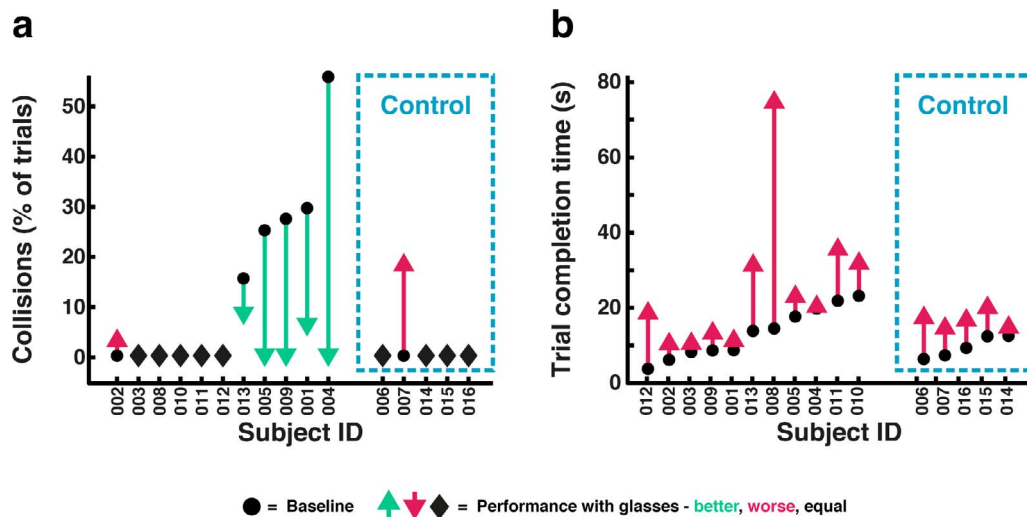 a
Collisions (% of trials)
50
40
30
20
10
0
Control
002 003 008 010 011 012 013 005 009 001 004 006 007 014 015 016
Subject ID
b
Trial completion time (s)
80
60
40
20
0
Control
012 002 003 009 001 013 008 005 004 011 010 006 007 016 015 014
Subject ID
= Baseline = Performance with glasses - better, worse, equal